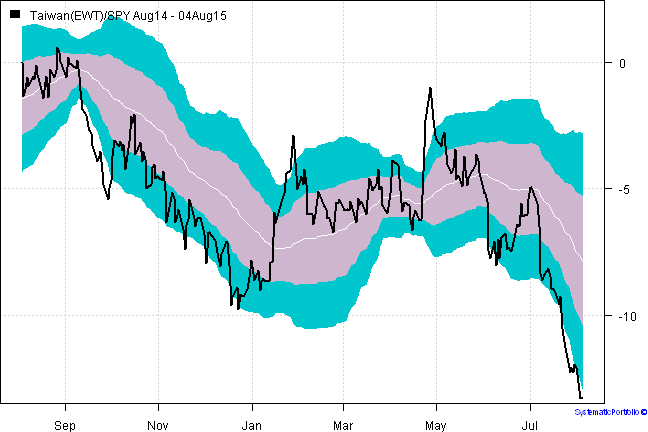 Taiwan(EWT)/SPY Aug14 - 04Aug15
0
-5
-10
Sep Nov Jan Mar May Jul
SystematicPortfolio ©